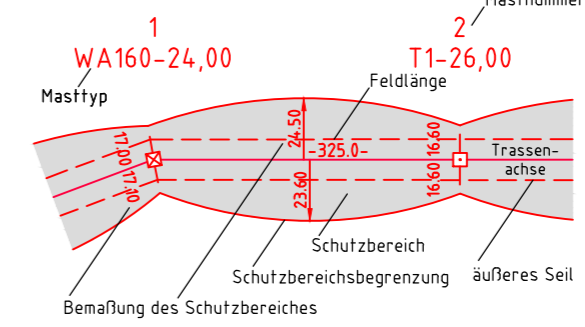 Mastnummer
1
2
WA160-24,00
T1-26,00
Masttyp
Feldlänge
17.00
17.10
24.50
-325.0-
23.60
16.60
16.60
Trassen-
achse
Schutzbereich
Schutzbereichsbegrenzung
äußeres Seil
Bemaßung des Schutzbereiches